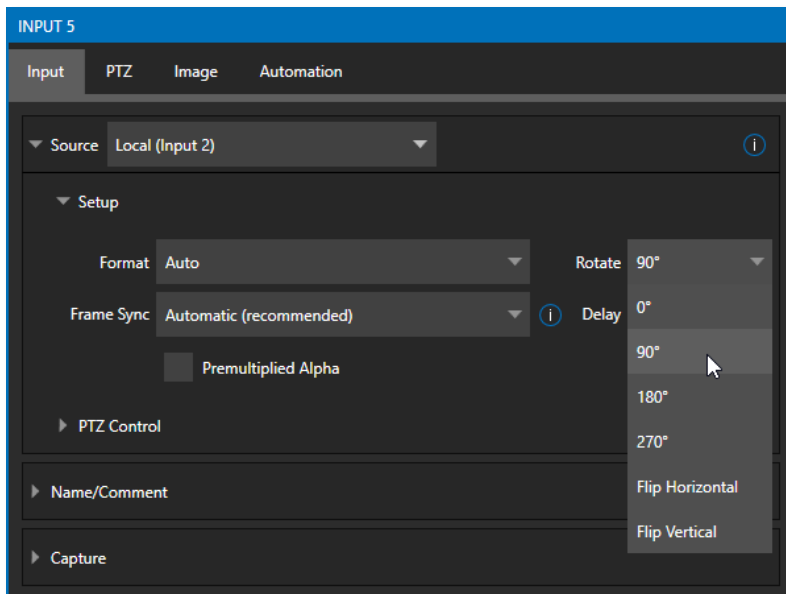 INPUT 5
Input PTZ Image Automation
Source Local (Input 2) i
Setup
Format Auto Rotate 90°
Frame Sync Automatic (recommended) i Delay 0°
90°
Premultiplied Alpha
180°
PTZ Control
270°
Name/Comment Flip Horizontal
Flip Vertical
Capture